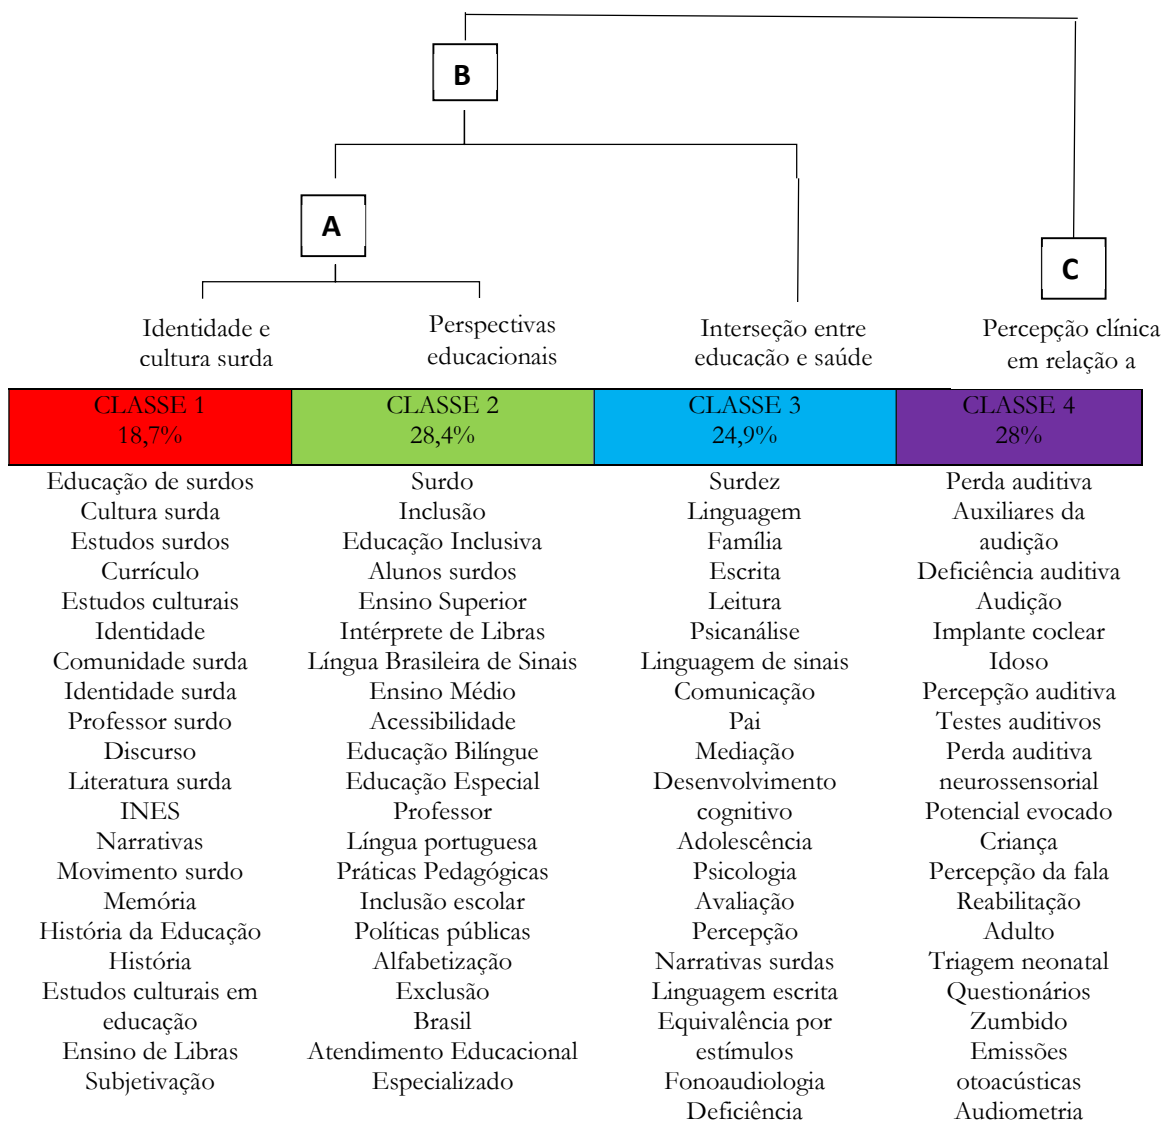 B
A
C
Identidade e
cultura surda
Perspectivas
educacionais
Interseção entre
educação e saúde
Percepção clínica
em relação a
CLASSE 1
18,7%
CLASSE 2
28,4%
CLASSE 3
24,9%
CLASSE 4
28%
Educação de surdos
Cultura surda
Estudos surdos
Currículo
Estudos culturais
Identidade
Comunidade surda
Identidade surda
Professor surdo
Discurso
Literatura surda
INES
Narrativas
Movimento surdo
Memória
História da Educação
História
Estudos culturais em
educação
Ensino de Libras
Subjetivação
Surdo
Inclusão
Educação Inclusiva
Alunos surdos
Ensino Superior
Intérprete de Libras
Língua Brasileira de Sinais
Ensino Médio
Acessibilidade
Educação Bilíngue
Educação Especial
Professor
Língua portuguesa
Práticas Pedagógicas
Inclusão escolar
Políticas públicas
Alfabetização
Exclusão
Brasil
Atendimento Educacional
Especializado
Surdez
Linguagem
Família
Escrita
Leitura
Psicanálise
Linguagem de sinais
Comunicação
Pai
Mediação
Desenvolvimento
cognitivo
Adolescência
Psicologia
Avaliação
Percepção
Narrativas surdas
Linguagem escrita
Equivalência por
estímulos
Fonoaudiologia
Deficiência
Perda auditiva
Auxiliares da
audição
Deficiência auditiva
Audição
Implante coclear
Idoso
Percepção auditiva
Testes auditivos
Perda auditiva
neurossensorial
Potencial evocado
Criança
Percepção da fala
Reabilitação
Adulto
Triagem neonatal
Questionários
Zumbido
Emissões
otoacústicas
Audiometria